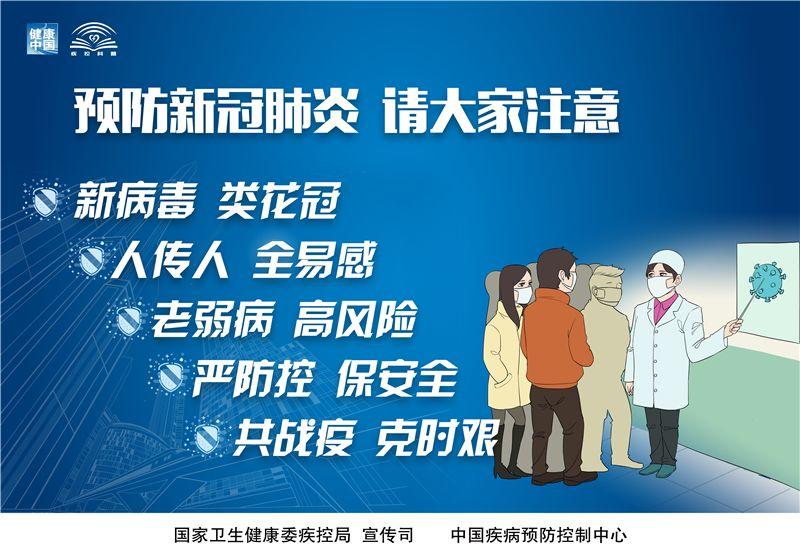 健康
中国
疾控科普
预防新冠肺炎 请大家注意
新病毒 类花冠
人传人 全易感
老弱病 高风险
严防控 保安全
共战疫 克时艰
国家卫生健康委疾控局 宣传司 中国疾病预防控制中心